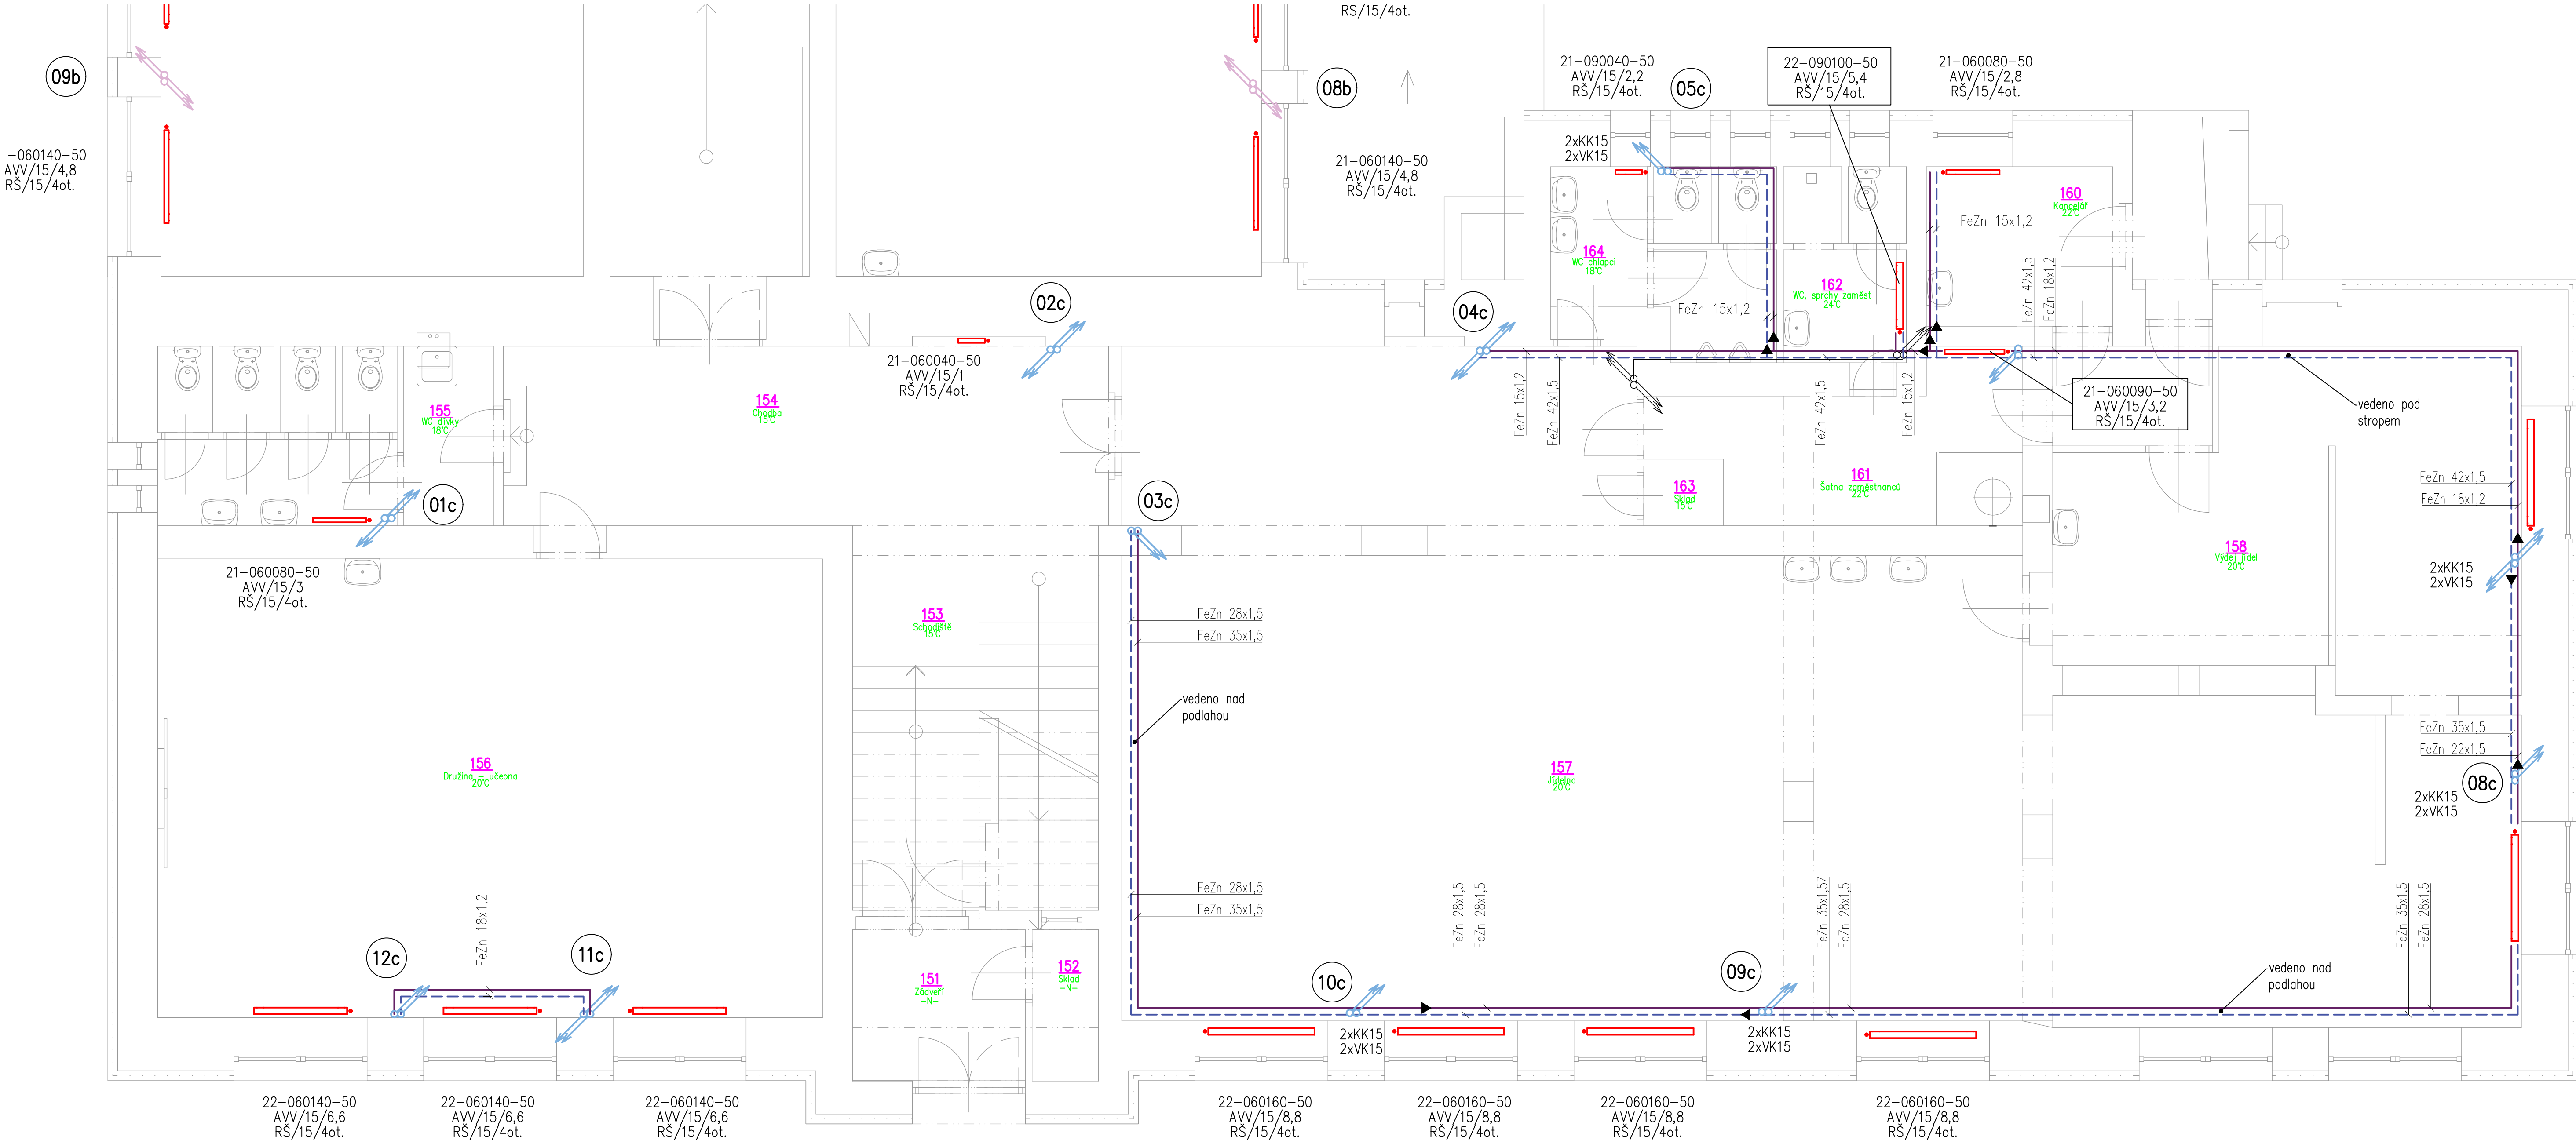 RŠ/15/4ot.
09b
08b
21-090040-50
AVV/15/2,2
RŠ/15/4ot.
05c
22-090100-50
AVV/15/5,4
RŠ/15/4ot.
21-060080-50
AVV/15/2,8
RŠ/15/4ot.
-060140-50
AVV/15/4,8
RŠ/15/4ot.
21-060140-50
AVV/15/4,8
RŠ/15/4ot.
2xKK15
2xVK15
160
Kancelář
22°C
FeZn 15x1,2
164
WC chlapci
18°C
162
WC, sprchy zaměst
24°C
FeZn 15x1,2
FeZn 42x1,5
FeZn 18x1,2
02c
04c
21-060040-50
AVV/15/1
RŠ/15/4ot.
154
Chodba
15°C
155
WC dívky
18°C
FeZn 15x1,2
FeZn 42x1,5
FeZn 42x1,5
FeZn 15x1,2
21-060090-50
AVV/15/3,2
RŠ/15/4ot.
vedeno pod
stropem
01c
03c
163
Sklad
15°C
161
Šatna zaměstnanců
22°C
FeZn 42x1,5
FeZn 18x1,2
158
Výdej jídel
20°C
2xKK15
2xVK15
21-060080-50
AVV/15/3
RŠ/15/4ot.
153
Schodiště
15°C
FeZn 28x1,5
FeZn 35x1,5
vedeno nad
podlahou
FeZn 35x1,5
FeZn 22x1,5
156
Družina - učebna
20°C
157
Jídelna
20°C
08c
2xKK15
2xVK15
FeZn 28x1,5
FeZn 35x1,5
FeZn 18x1,2
12c
11c
151
Zádveří
-N-
152
Sklad
-N-
FeZn 28x1,5
FeZn 28x1,5
FeZn 35x1,5Z
FeZn 28x1,5
FeZn 35x1,5
FeZn 28x1,5
10c
09c
vedeno nad
podlahou
2xKK15
2xVK15
2xKK15
2xVK15
22-060140-50
AVV/15/6,6
RŠ/15/4ot.
22-060140-50
AVV/15/6,6
RŠ/15/4ot.
22-060140-50
AVV/15/6,6
RŠ/15/4ot.
22-060160-50
AVV/15/8,8
RŠ/15/4ot.
22-060160-50
AVV/15/8,8
RŠ/15/4ot.
22-060160-50
AVV/15/8,8
RŠ/15/4ot.
22-060160-50
AVV/15/8,8
RŠ/15/4ot.